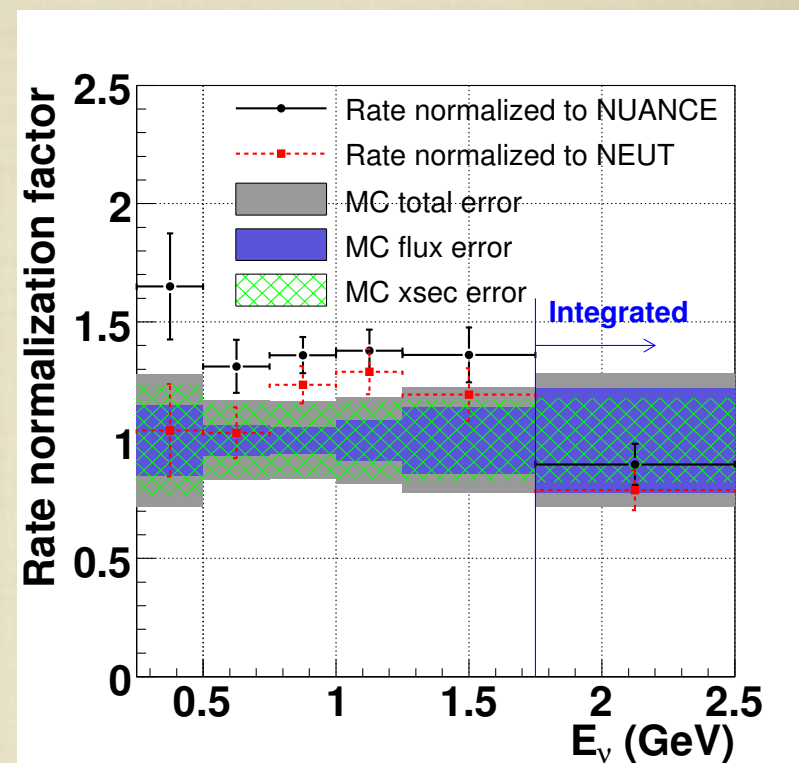 Rate normalization factor
2.5
2
1.5
1
0.5
0
Rate normalized to NUANCE
Rate normalized to NEUT
MC total error
MC flux error
MC xsec error
Integrated
0.5 1 1.5 2 2.5
Eν (GeV)